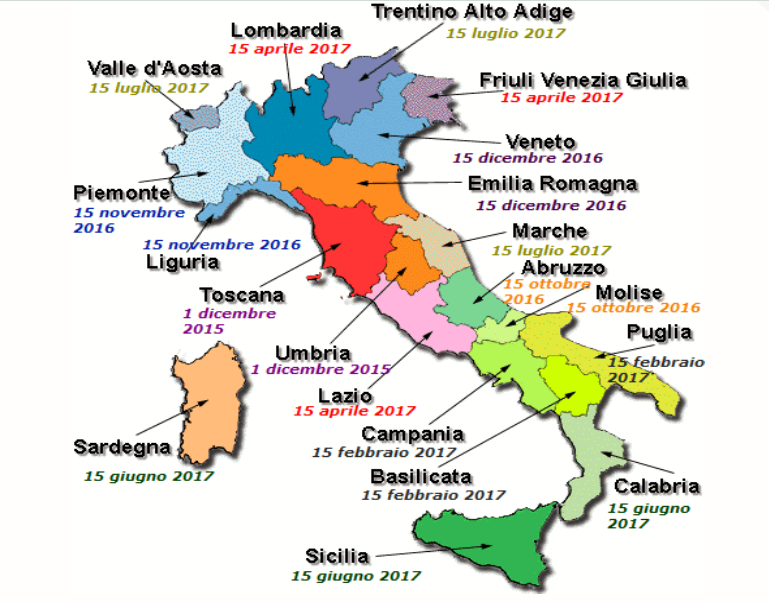 Trentino Alto Adige
15 luglio 2017
Lombardia
15 aprile 2017
Valle d'Aosta
15 luglio 2017
Friuli Venezia Giulia
15 aprile 2017
Veneto
15 dicembre 2016
Emilia Romagna
15 dicembre 2016
Piemonte
15 novembre
2016
15 novembre 2016
Liguria
Marche
15 luglio 2017
Abruzzo
15 ottobre
2016
Molise
15 ottobre 2016
Toscana
1 dicembre
2015
Puglia
15 febbraio
2017
Umbria
1 dicembre 2015
Lazio
15 aprile 2017
Campania
15 febbraio 2017
Sardegna
15 giugno 2017
Basilicata
15 febbraio 2017
Calabria
15 giugno
2017
Sicilia
15 giugno 2017